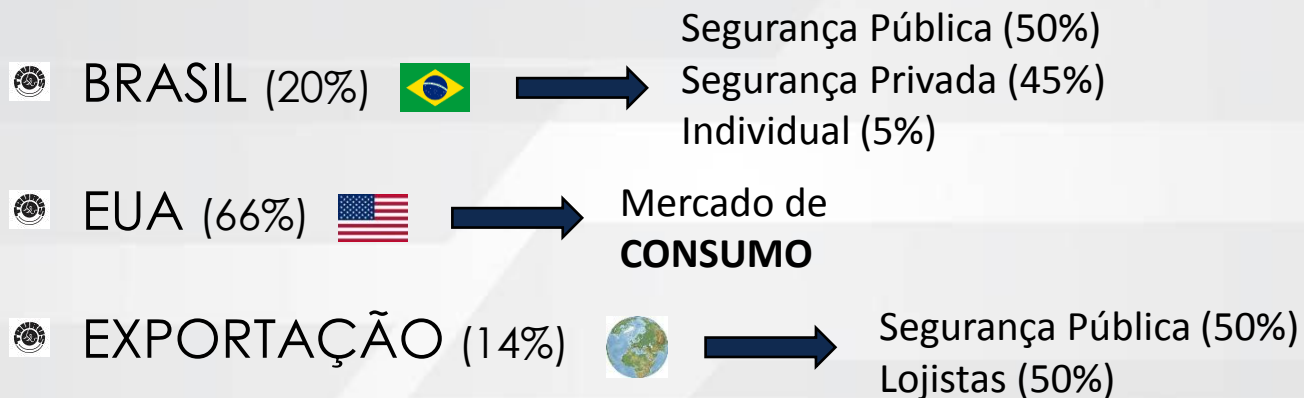 BRASIL (20%)
Segurança Pública (50%)
Segurança Privada (45%)
Individual (5%)
EUA (66%)
Mercado de
CONSUMO
EXPORTAÇÃO (14%)
Segurança Pública (50%)
Lojistas (50%)